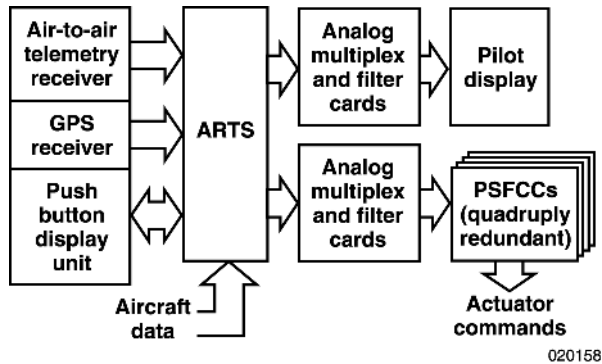 Air-to-air
telemetry
receiver
GPS
receiver
Push
button
display
unit
ARTS
Analog
multiplex
and filter
cards
Pilot
display
Analog
multiplex
and filter
cards
PSFCCs
(quadruply
redundant)
Aircraft
data
Actuator
commands
020158